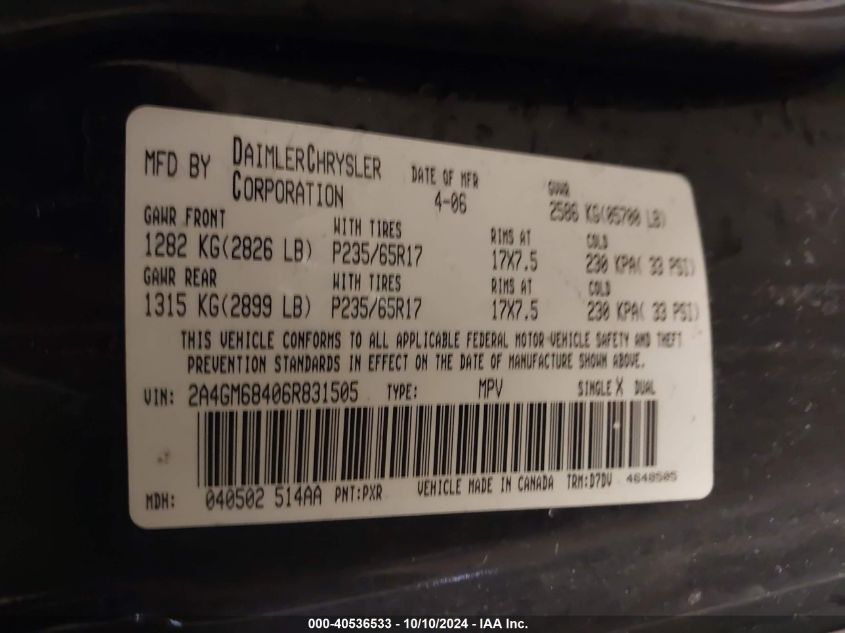 MFD BY DAIMLERCHRYSLER CORPORATION DATE OF MFR 4-06 GVWR 2586 KG(05700 LB)
GAWR FRONT WITH TIRES RIMS AT COLD
1282 KG(2826 LB) P235/65R17 17X7.5 230 KPA( 33 PSI)
GAWR REAR WITH TIRES RIMS AT COLD
1315 KG(2899 LB) P235/65R17 17X7.5 230 KPA( 33 PSI)
THIS VEHICLE CONFORMS TO ALL APPLICABLE FEDERAL MOTOR-VEHICLE SAFETY AND THEFT
PREVENTION STANDARDS IN EFFECT ON THE DATE OF MANUFACTURE SHOWN ABOVE.
VIN: 2A4GM68406R831505 TYPE: MPV SINGLE X DUAL
MDH: 040502 514AA PNT:PXR VEHICLE MADE IN CANADA TRM:D7DV 4648505
000-40536533 - 10/10/2024 - IAA Inc.